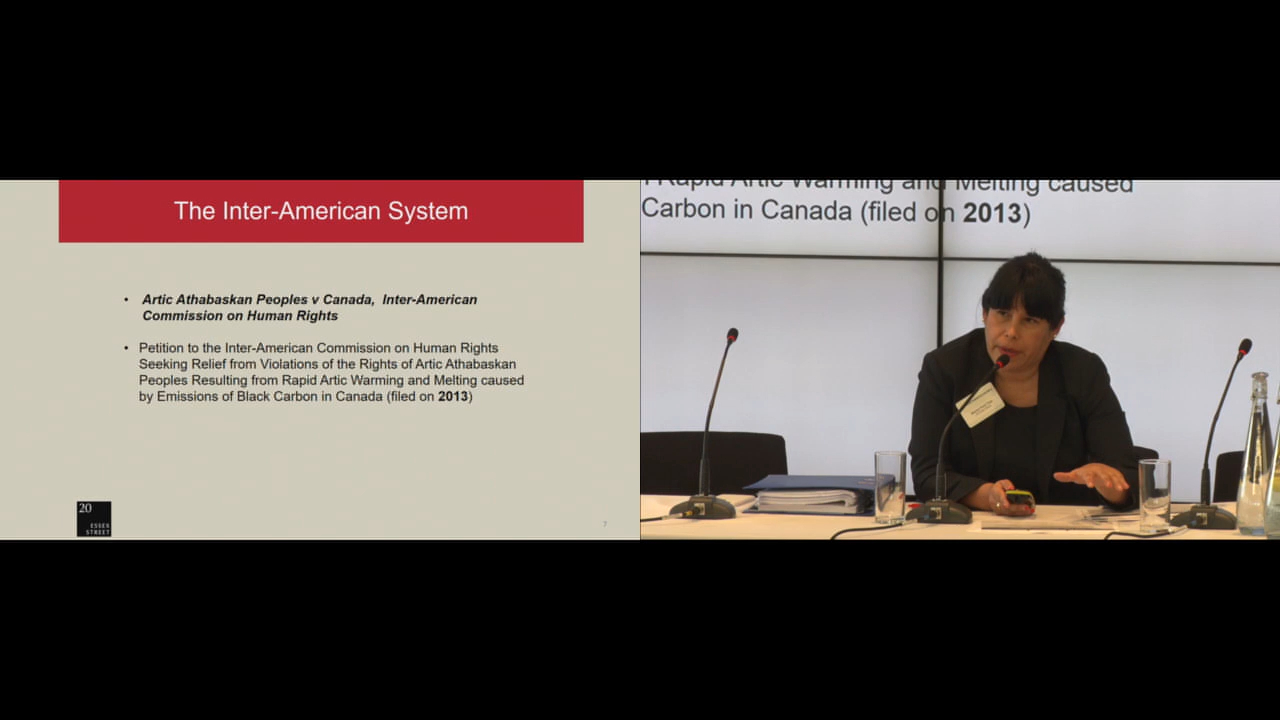 The Inter-American System
• Artic Athabaskan Peoples v Canada, Inter-American
Commission on Human Rights
• Petition to the Inter-American Commission on Human Rights
Seeking Relief from Violations of the Rights of Artic Athabaskan
Peoples Resulting from Rapid Artic Warming and Melting caused
by Emissions of Black Carbon in Canada (filed on 2013)
20
ESSEX
STREET
7
Rapid Artic Warming and Melting caused
Carbon in Canada (filed on 2013)